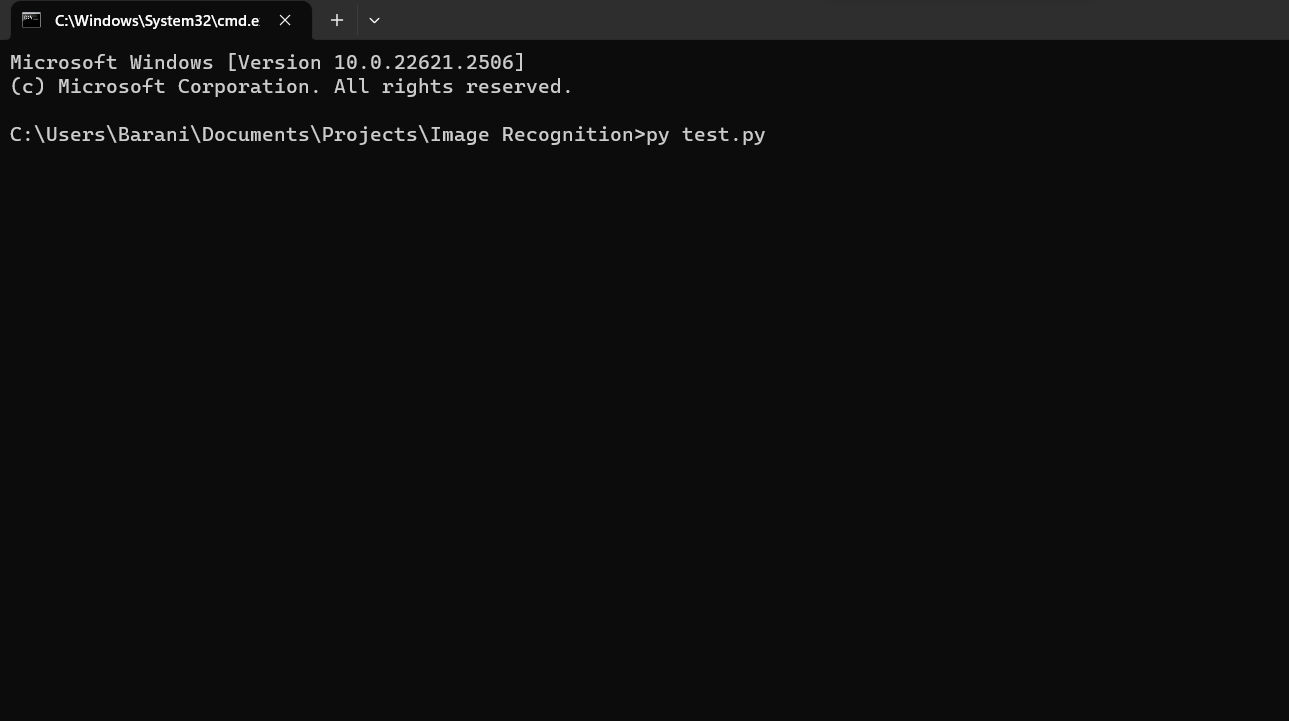 C:\Windows\System32\cmd.e
Microsoft Windows [Version 10.0.22621.2506]
(c) Microsoft Corporation. All rights reserved.
C:\Users\Barani\Documents\Projects\Image Recognition>py test.py